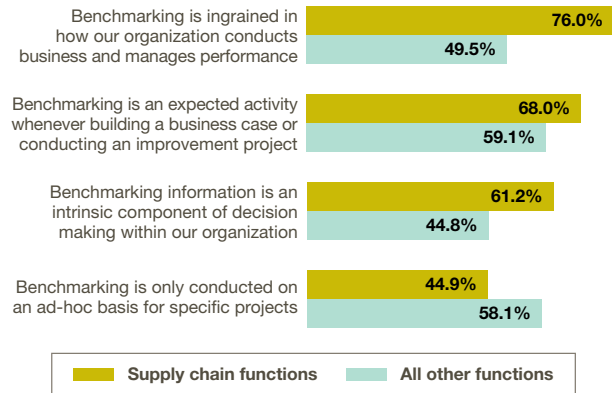 Benchmarking is ingrained in
how our organization conducts
business and manages performance
76.0%
49.5%
Benchmarking is an expected activity
whenever building a business case or
conducting an improvement project
68.0%
59.1%
Benchmarking information is an
intrinsic component of decision
making within our organization
61.2%
44.8%
Benchmarking is only conducted on
an ad-hoc basis for specific projects
44.9%
58.1%
Supply chain functions
All other functions